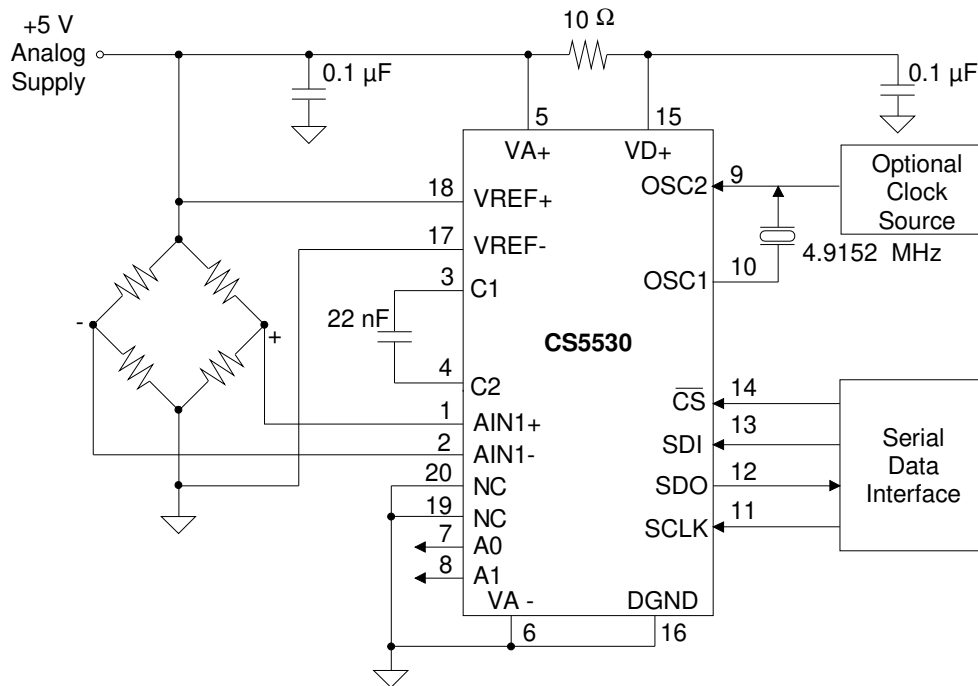 +5 V
Analog
Supply
10 Ω
0.1 µF
0.1 µF
5
15
VA+
VD+
18
VREF+
17
VREF-
3
C1
22 nF
4
C2
1
AIN1+
2
AIN1-
20
NC
19
NC
7
A0
8
A1
VA -
6
DGND
16
CS5530
OSC2
9
Optional
Clock
Source
4.9152 MHz
10
OSC1
CS
14
SDI
13
SDO
12
SCLK
11
Serial
Data
Interface
-
+